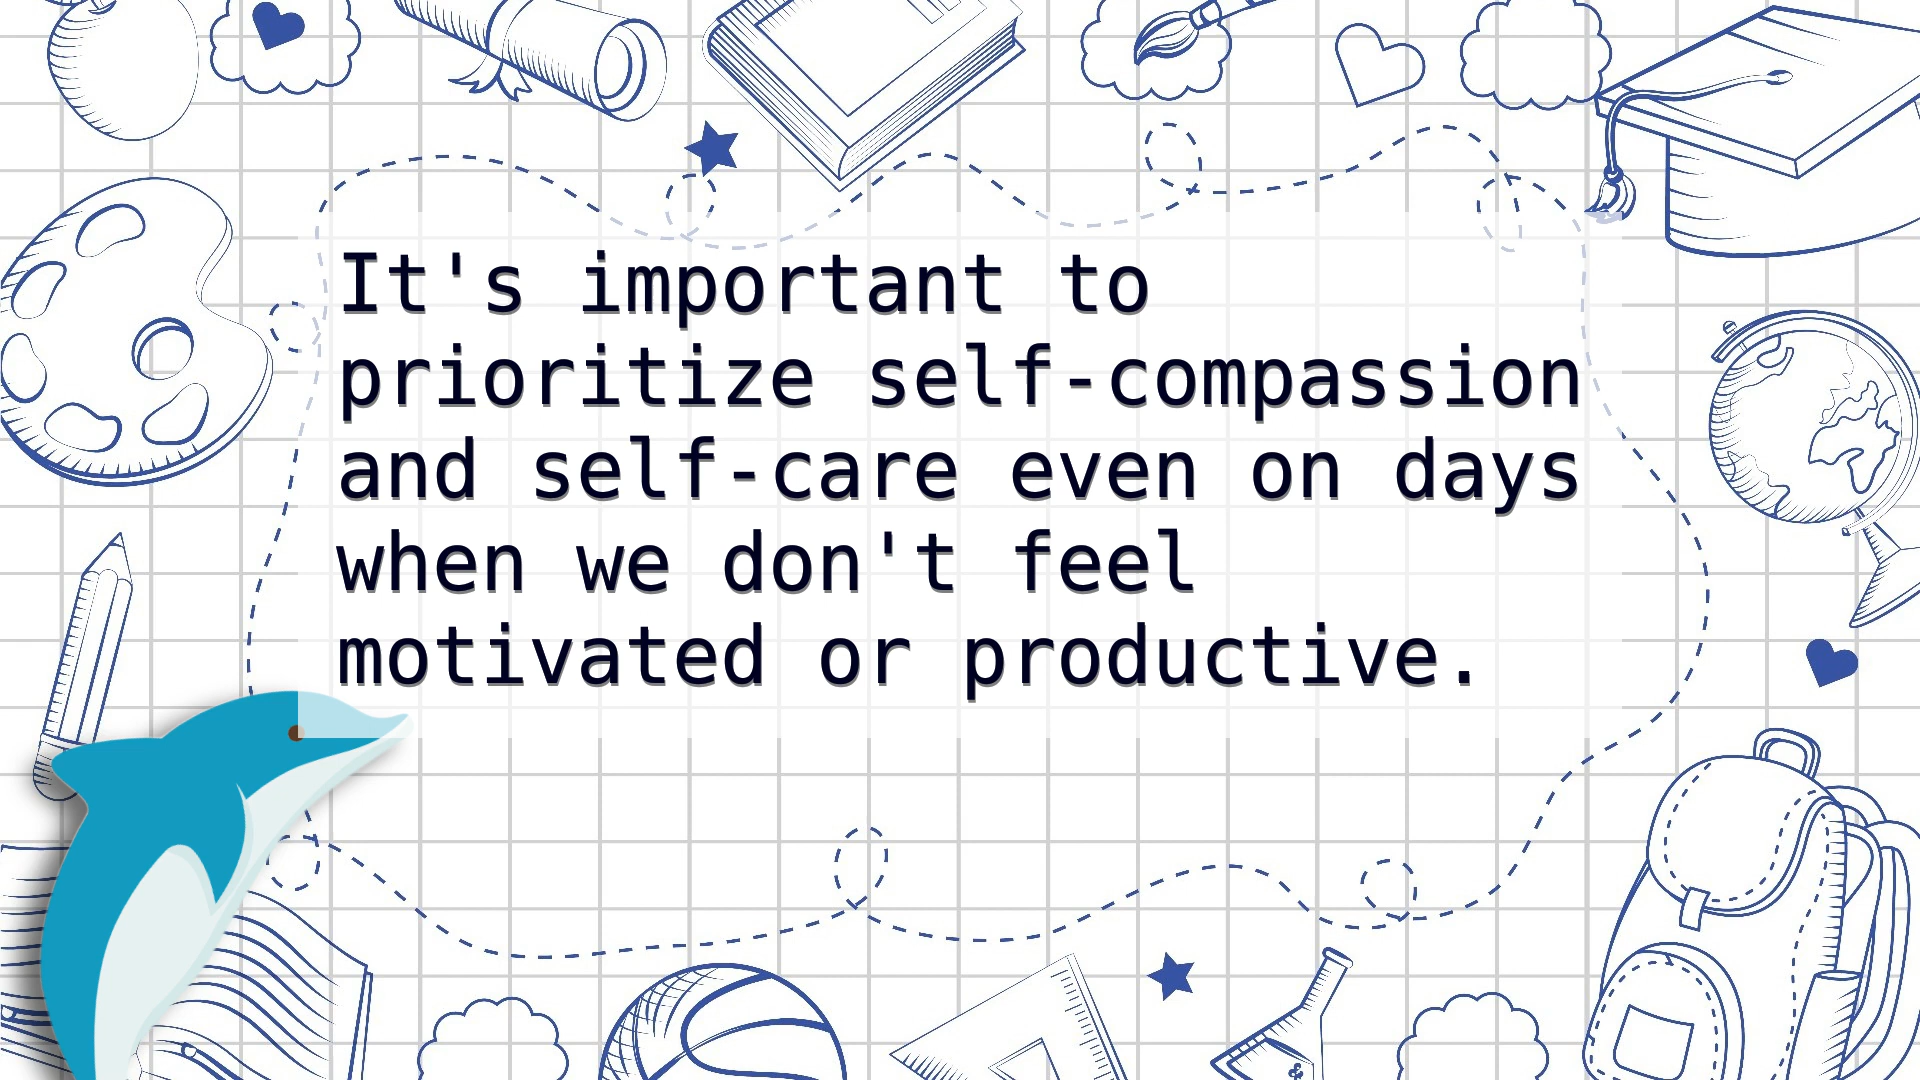 It's important to
prioritize self-compassion
and self-care even on days
when we don't feel
motivated or productive.